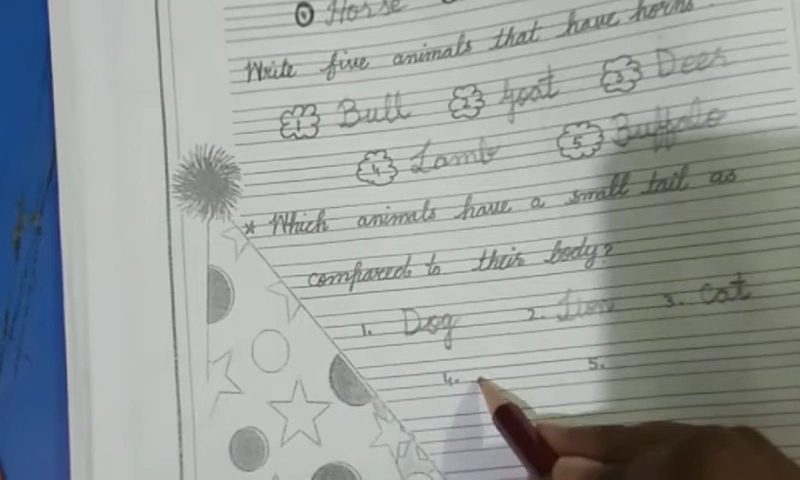 Horse
Write five animals that have horns
1 Bull 2 Goat 3 Deer
4 Lamb 5 Buffalo
* Which animals have a small tail as
compared to their body?
1. Dog 2. Lion 3. Cat
4. 5.